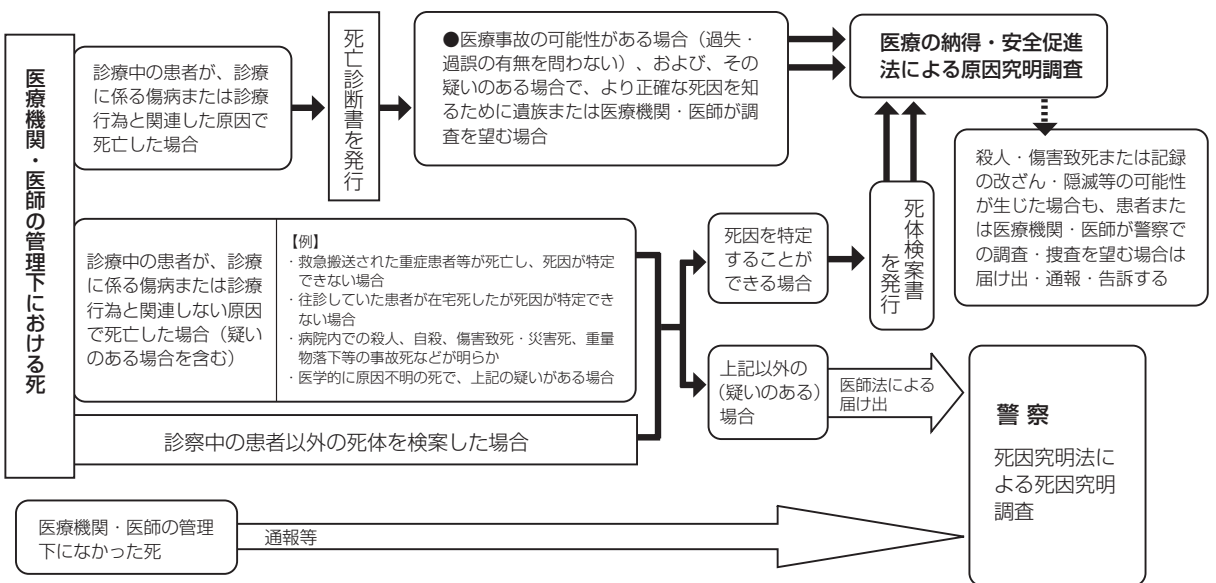 医療機関・医師の管理下における死
診療中の患者が、診療
に係る傷病または診療
行為と関連した原因で
死亡した場合
死亡診断書を発行
●医療事故の可能性がある場合（過失・
過誤の有無を問わない）、および、その
疑いのある場合で、より正確な死因を知
るために遺族または医療機関・医師が調
査を望む場合
医療の納得・安全促進
法による原因究明調査
殺人・傷害致死または記録
の改ざん・隠滅等の可能性
が生じた場合も、患者また
は医療機関・医師が警察で
の調査・捜査を望む場合は
届け出・通報・告訴する
診療中の患者が、診療
に係る傷病または診療
行為と関連しない原因
で死亡した場合（疑い
のある場合を含む）
【例】
・救急搬送された重症患者等が死亡し、死因が特定
できない場合
・往診していた患者が在宅死したが死因が特定でき
ない場合
・病院内での殺人、自殺、傷害致死・災害死、重量
物落下等の事故死などが明らか
・医学的に原因不明の死で、上記の疑いがある場合
死因を特定
することが
できる場合
死体検案書
を発行
上記以外の
（疑いのある）
場合
医師法による
届け出
診察中の患者以外の死体を検案した場合
警 察
死因究明法に
よる死因究明
調査
医療機関・医師の管理
下になかった死
通報等